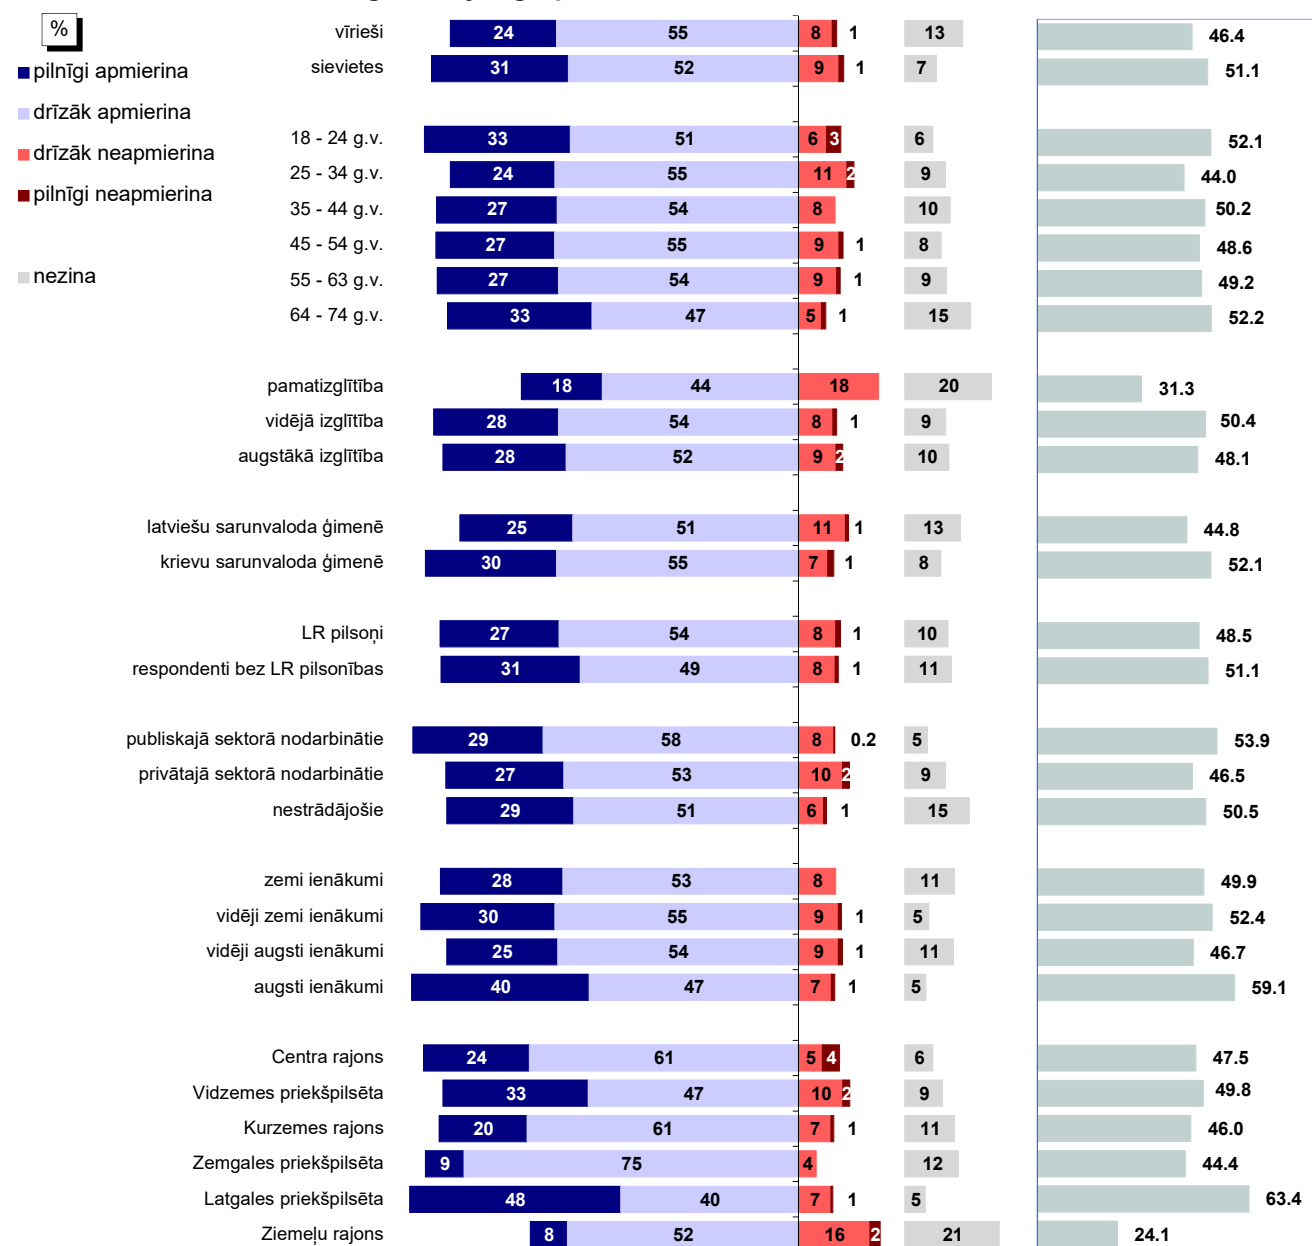 %
pilnīgi apmierina
drīzāk apmierina
drīzāk neapmierina
pilnīgi neapmierina
nezina
vīrieši 24 55 8 1 13 46.4
sievietes 31 52 9 1 7 51.1
18 - 24 g.v. 33 51 6 3 6 52.1
25 - 34 g.v. 24 55 11 2 9 44.0
35 - 44 g.v. 27 54 8 10 50.2
45 - 54 g.v. 27 55 9 1 8 48.6
55 - 63 g.v. 27 54 9 1 9 49.2
64 - 74 g.v. 33 47 5 1 15 52.2
pamatizglītība 18 44 18 20 31.3
vidējā izglītība 28 54 8 1 9 50.4
augstākā izglītība 28 52 9 2 10 48.1
latviešu sarunvaloda ģimenē 25 51 11 1 13 44.8
krievu sarunvaloda ģimenē 30 55 7 1 8 52.1
LR pilsoņi 27 54 8 1 10 48.5
respondenti bez LR pilsonības 31 49 8 1 11 51.1
publiskajā sektorā nodarbinātie 29 58 8 0.2 5 53.9
privātajā sektorā nodarbinātie 27 53 10 2 9 46.5
nestrādājošie 29 51 6 1 15 50.5
zemi ienākumi 28 53 8 11 49.9
vidēji zemi ienākumi 30 55 9 1 5 52.4
vidēji augsti ienākumi 25 54 9 1 11 46.7
augsti ienākumi 40 47 7 1 5 59.1
Centra rajons 24 61 5 4 6 47.5
Vidzemes priekšpilsēta 33 47 10 2 9 49.8
Kurzemes rajons 20 61 7 1 11 46.0
Zemgales priekšpilsēta 9 75 4 12 44.4
Latgales priekšpilsēta 48 40 7 1 5 63.4
Ziemeļu rajons 8 52 16 2 21 24.1